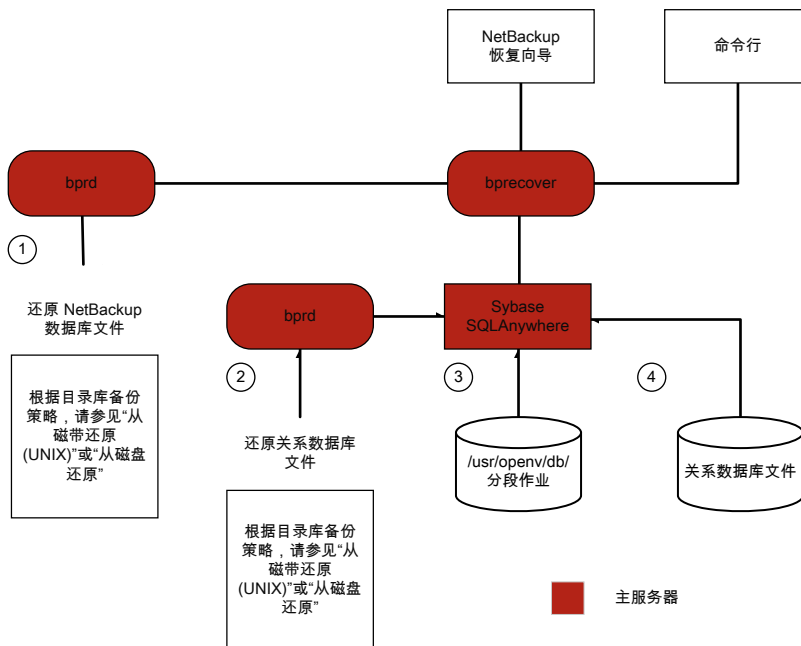 NetBackup
恢复向导
命令行
bprd
bprecover
1
还原 NetBackup
数据库文件
bprd
Sybase
SQLAnywhere
2
3
4
根据目录库备份
策略，请参见“从
磁带还原
(UNIX)”或“从磁盘
还原”
还原关系数据库
文件
/usr/openv/db/
分段作业
关系数据库文件
根据目录库备份
策略，请参见“从
磁带还原
(UNIX)”或“从磁盘
还原”
主服务器